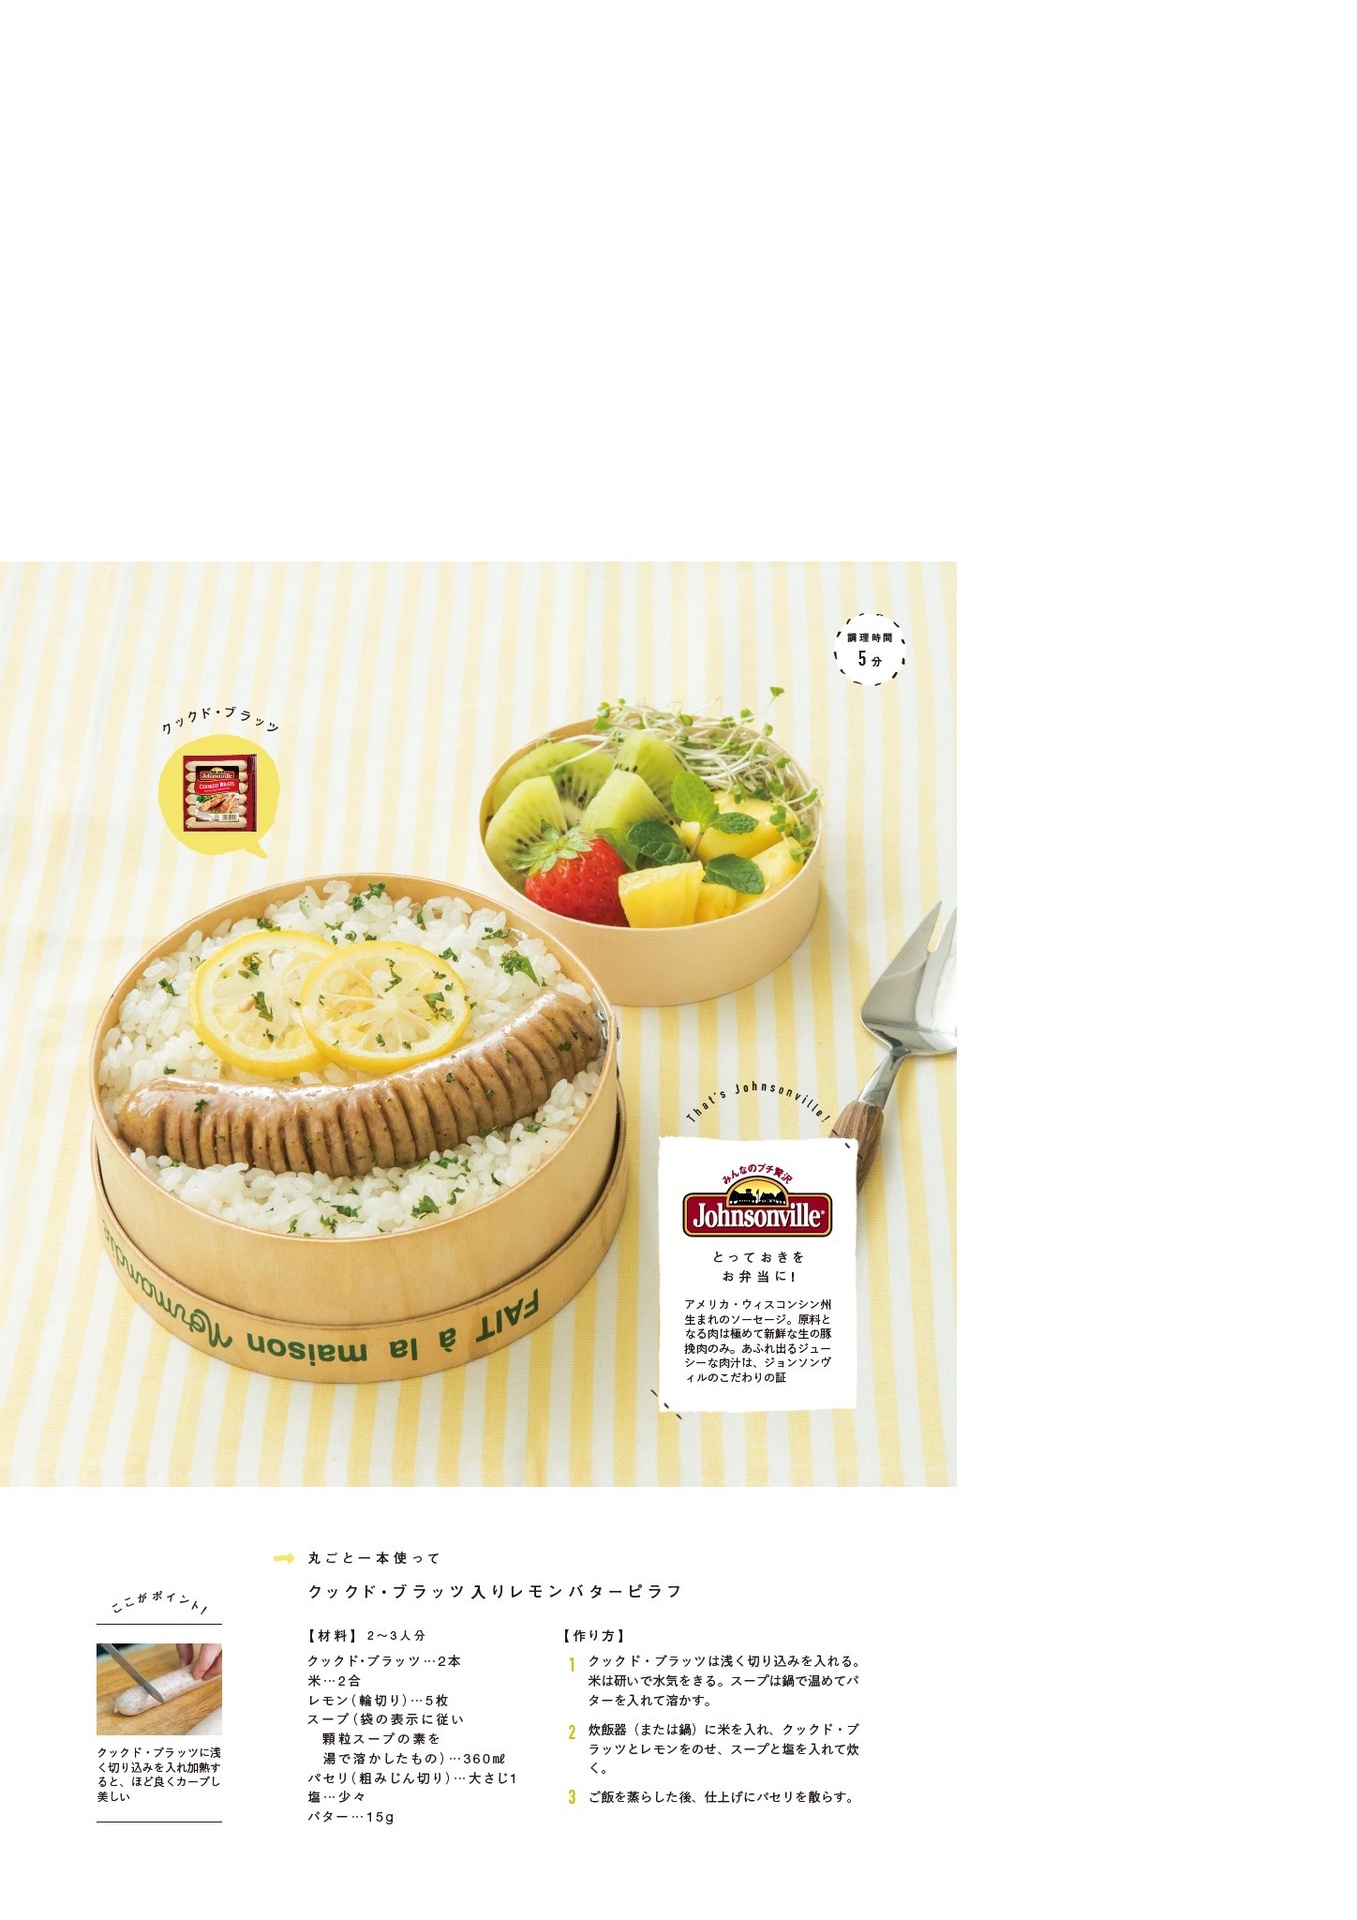 調理時間
5分
クックド・ブラッツ
Johnsonville
COOKED BRATS
FAIT à la maison Normandie
That's Johnsonville!
みんなのプチ贅沢
Johnsonville
とっておきを
お弁当に!
アメリカ・ウィスコンシン州
生まれのソーセージ。原料と
なる肉は極めて新鮮な生の豚
挽肉のみ。あふれ出るジュー
シーな肉汁は、ジョンソンヴ
ィルのこだわりの証
丸ごと一本使って
クックド・ブラッツ入りレモンバターピラフ
ここがポイント!
クックド・ブラッツに浅
く切り込みを入れ加熱す
ると、ほど良くカーブし
美しい
【材料】 2〜3人分
クックド・ブラッツ…2本
米…2合
レモン(輪切り)…5枚
スープ(袋の表示に従い
顆粒スープの素を
湯で溶かしたもの)…360㎖
パセリ(粗みじん切り)…大さじ1
塩…少々
バター…15g
【作り方】
1 クックド・ブラッツは浅く切り込みを入れる。
米は研いで水気をきる。スープは鍋で温めてバ
ターを入れて溶かす。
2 炊飯器(または鍋)に米を入れ、クックド・ブ
ラッツとレモンをのせ、スープと塩を入れて炊
く。
3 ご飯を蒸らした後、仕上げにパセリを散らす。